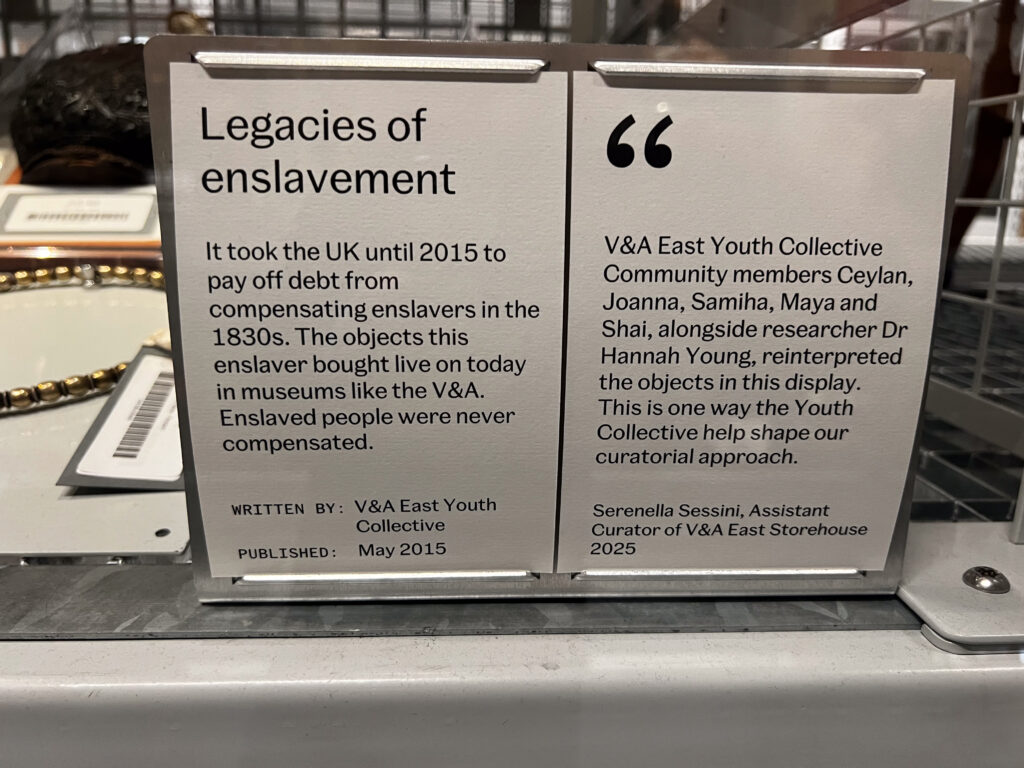 Legacies of
enslavement
It took the UK until 2015 to
pay off debt from
compensating enslavers in the
1830s. The objects this
enslaver bought live on today
in museums like the V&A.
Enslaved people were never
compensated.
WRITTEN BY: V&A East Youth
Collective
PUBLISHED: May 2015
“
V&A East Youth Collective
Community members Ceylan,
Joanna, Samiha, Maya and
Shai, alongside researcher Dr
Hannah Young, reinterpreted
the objects in this display.
This is one way the Youth
Collective help shape our
curatorial approach.
Serenella Sessini, Assistant
Curator of V&A East Storehouse
2025